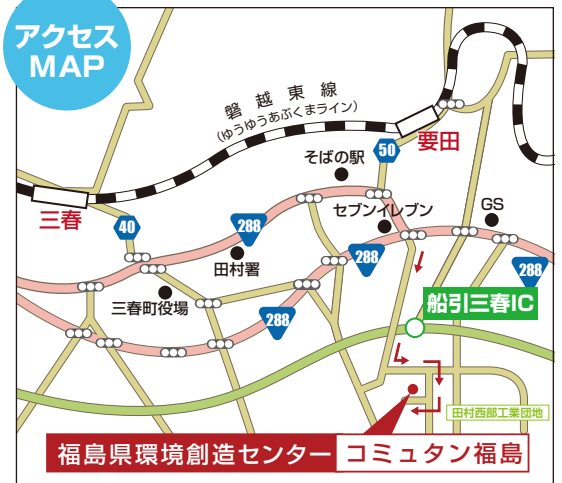 アクセス
MAP
磐越東線
(ゆうゆうあぶくまライン)
要田
50
そばの駅
三春
40
288
セブンイレブン
GS
田村署
288
288
三春町役場
288
船引三春IC
田村西部工業団地
福島県環境創造センター
コミュタン福島